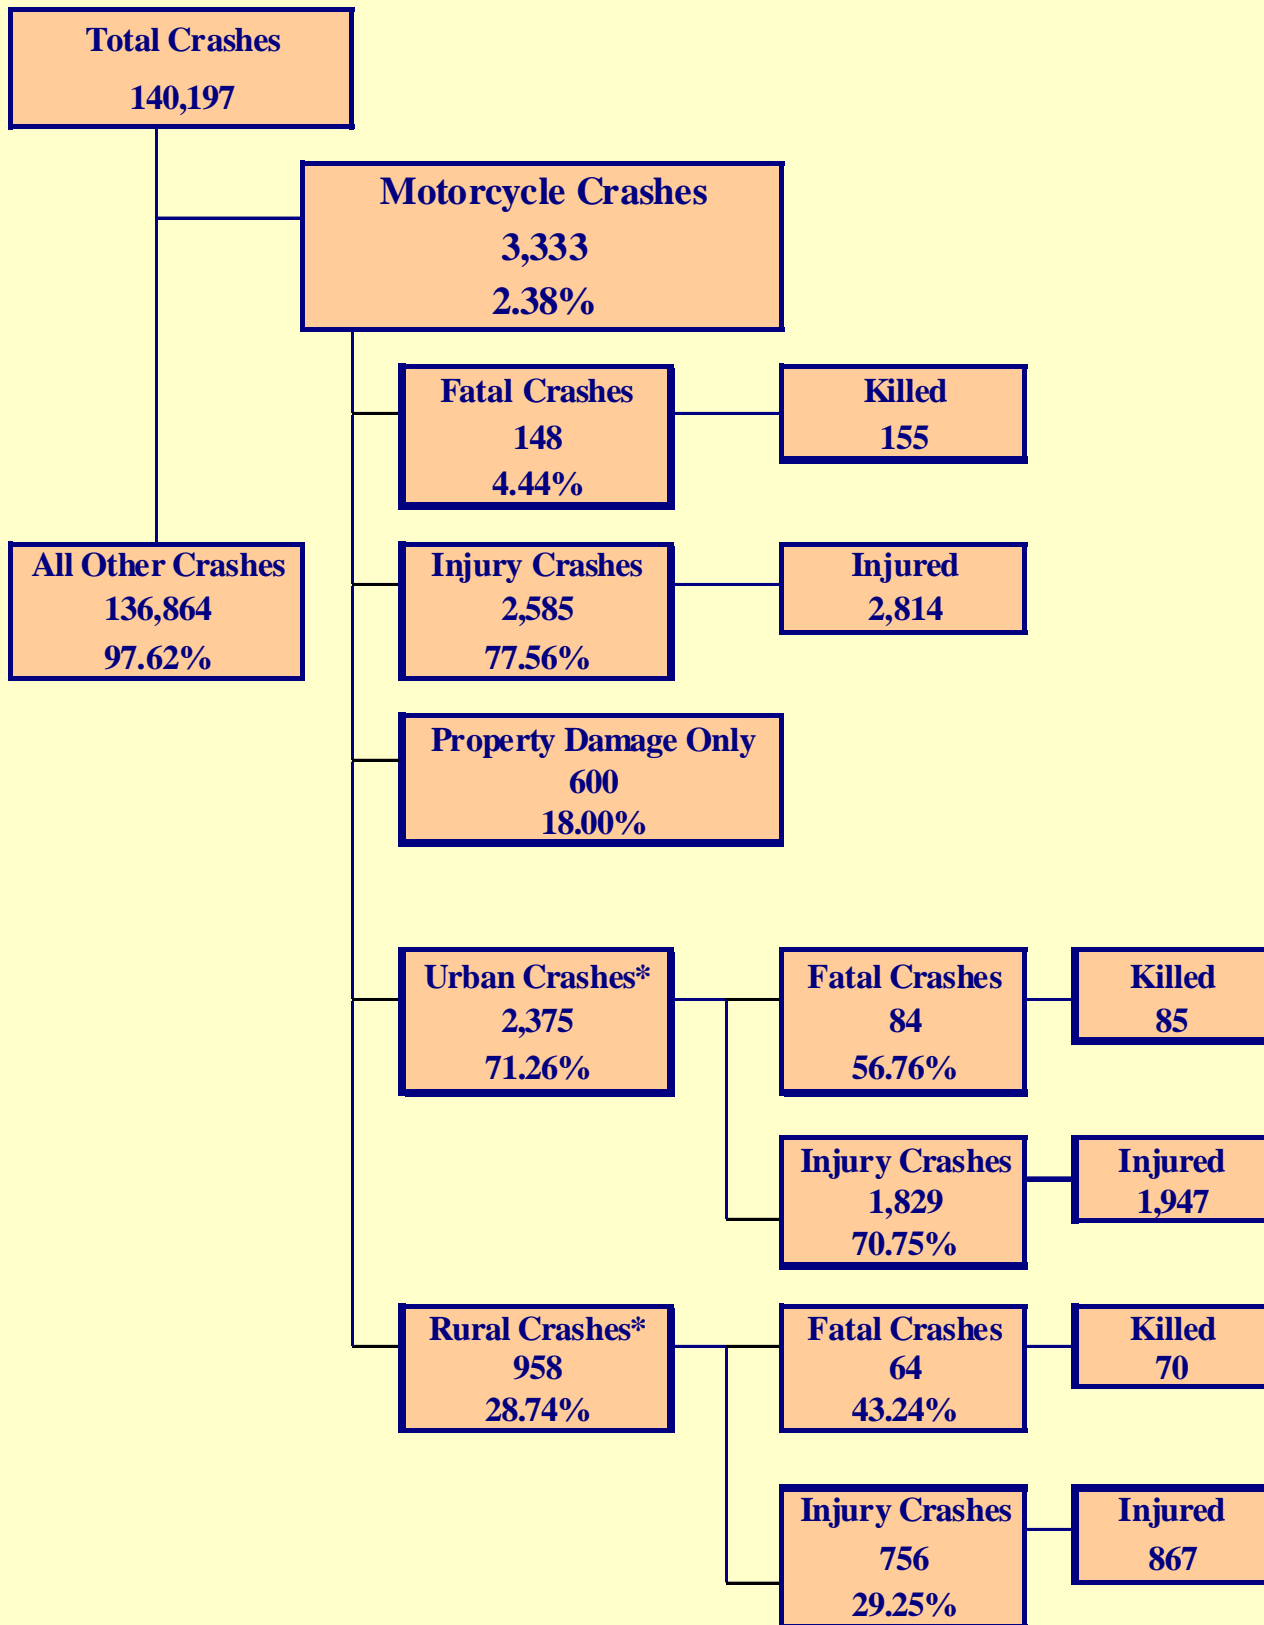 Total Crashes
140,197
Motorcycle Crashes
3,333
2.38%
Fatal Crashes
148
4.44%
Killed
155
All Other Crashes
136,864
97.62%
Injury Crashes
2,585
77.56%
Injured
2,814
Property Damage Only
600
18.00%
Urban Crashes*
2,375
71.26%
Fatal Crashes
84
56.76%
Killed
85
Injury Crashes
1,829
70.75%
Injured
1,947
Rural Crashes*
958
28.74%
Fatal Crashes
64
43.24%
Killed
70
Injury Crashes
756
29.25%
Injured
867